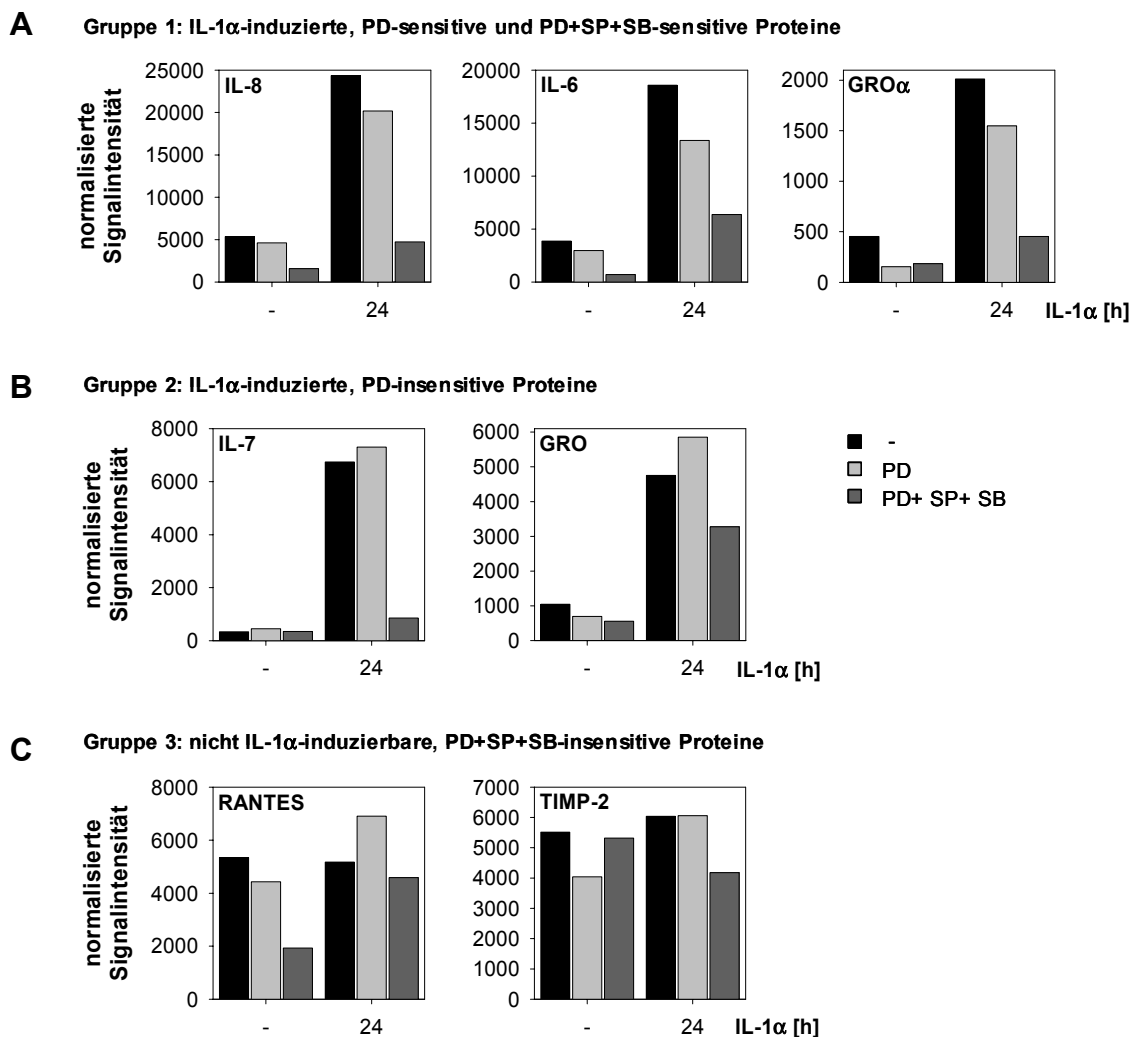 A Gruppe 1: IL-1α-induzierte, PD-sensitive und PD+SP+SB-sensitive Proteine
normalisierte
Signalintensität
25000
20000
15000
10000
5000
0
IL-8
- 24
20000
15000
10000
5000
0
IL-6
- 24
2000
1500
1000
500
0
GROα
- 24 IL-1α [h]
B Gruppe 2: IL-1α-induzierte, PD-insensitive Proteine
normalisierte
Signalintensität
8000
6000
4000
2000
0
IL-7
- 24
6000
5000
4000
3000
2000
1000
0
GRO
- 24 IL-1α [h]
-
PD
PD+ SP+ SB
C Gruppe 3: nicht IL-1α-induzierbare, PD+SP+SB-insensitive Proteine
normalisierte
Signalintensität
8000
6000
4000
2000
0
RANTES
- 24
7000
6000
5000
4000
3000
2000
1000
0
TIMP-2
- 24 IL-1α [h]